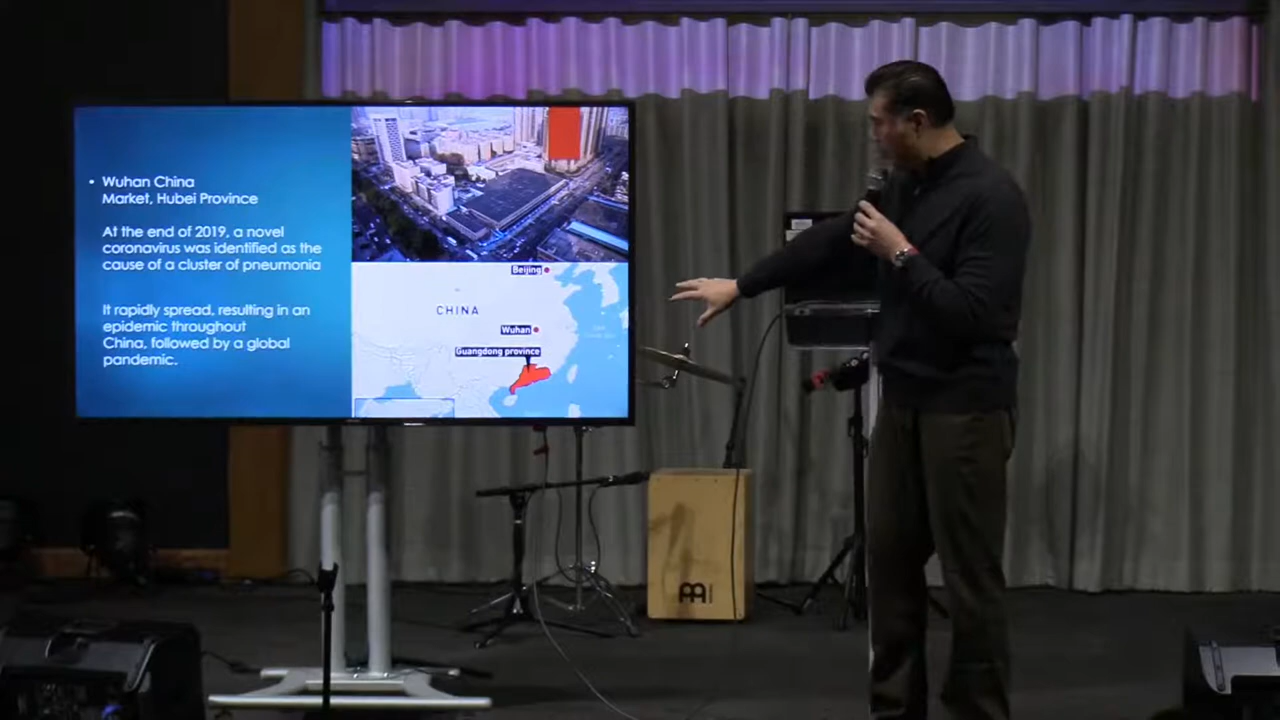 • Wuhan China
Market, Hubei Province
At the end of 2019, a novel
coronavirus was identified as the
cause of a cluster of pneumonia
It rapidly spread, resulting in an
epidemic throughout
China, followed by a global
pandemic.
Beijing
CHINA
Wuhan
Guangdong province